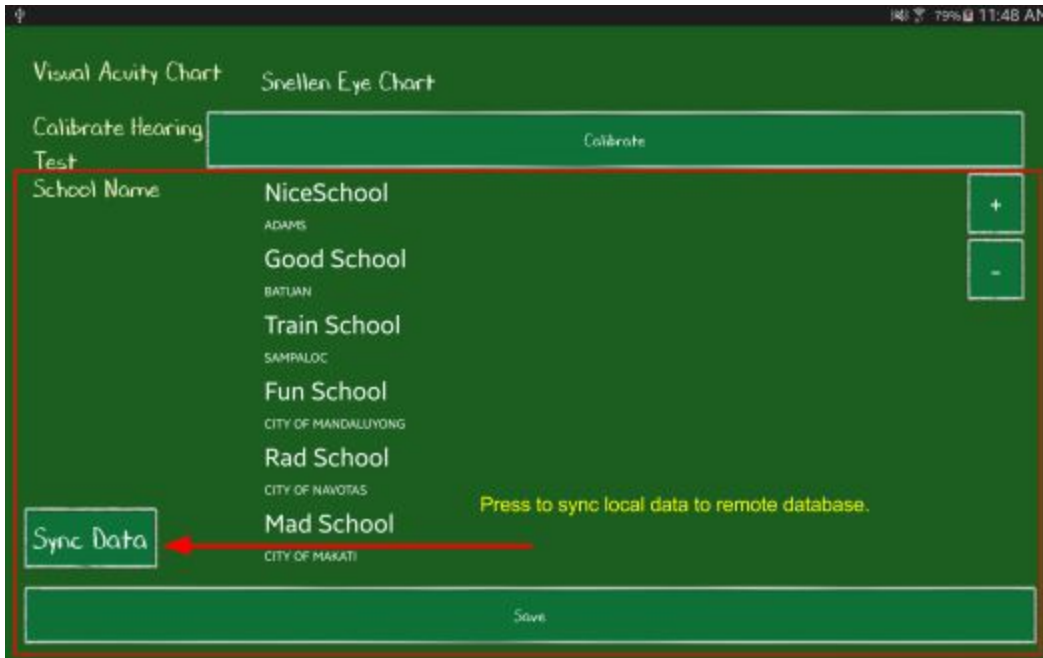 79% 11:48 AM
Visual Acuity Chart
Snellen Eye Chart
Calibrate Hearing
Test
Calibrate
School Name
NiceSchool
ADAMS
+
Good School
BATUAN
-
Train School
SAMPALOC
Fun School
CITY OF MANDALUYONG
Rad School
CITY OF NAVOTAS
Press to sync local data to remote database.
Mad School
CITY OF MAKATI
Sync Data
Save